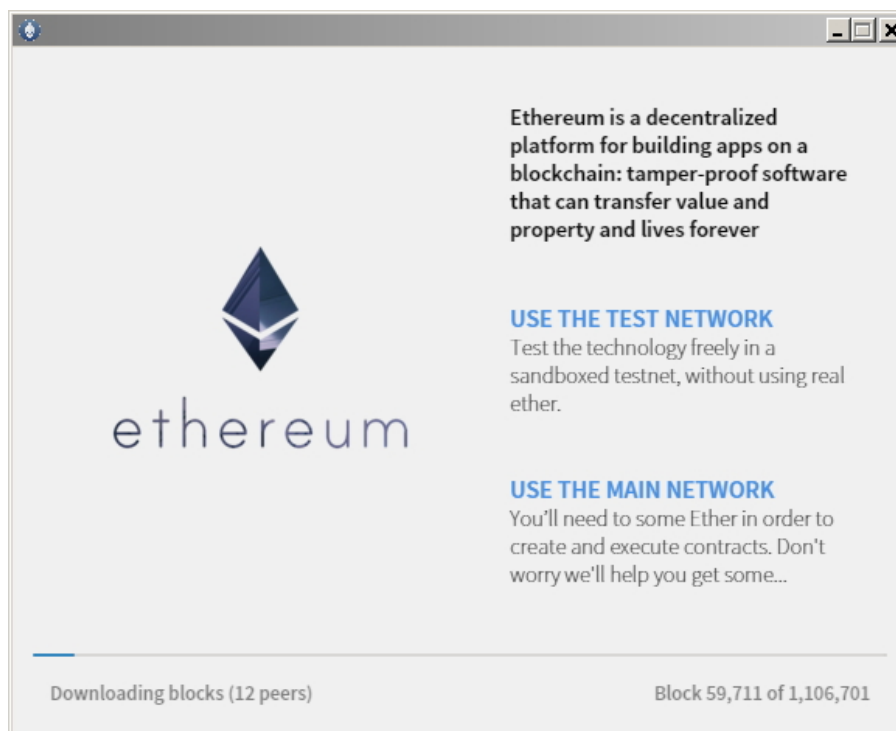 Ethereum is a decentralized
platform for building apps on a
blockchain: tamper-proof software
that can transfer value and
property and lives forever
ethereum
USE THE TEST NETWORK
Test the technology freely in a
sandboxed testnet, without using real
ether.
USE THE MAIN NETWORK
You'll need to some Ether in order to
create and execute contracts. Don't
worry we'll help you get some...
Downloading blocks (12 peers)
Block 59,711 of 1,106,701